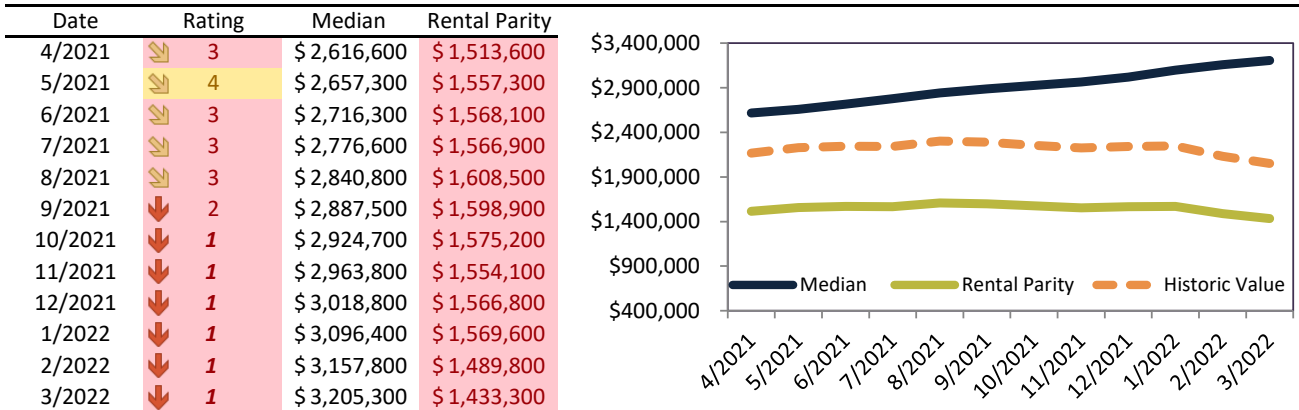 Date Rating Median Rental Parity
4/2021 3 $ 2,616,600 $ 1,513,600
5/2021 4 $ 2,657,300 $ 1,557,300
6/2021 3 $ 2,716,300 $ 1,568,100
7/2021 3 $ 2,776,600 $ 1,566,900
8/2021 3 $ 2,840,800 $ 1,608,500
9/2021 2 $ 2,887,500 $ 1,598,900
10/2021 1 $ 2,924,700 $ 1,575,200
11/2021 1 $ 2,963,800 $ 1,554,100
12/2021 1 $ 3,018,800 $ 1,566,800
1/2022 1 $ 3,096,400 $ 1,569,600
2/2022 1 $ 3,157,800 $ 1,489,800
3/2022 1 $ 3,205,300 $ 1,433,300
$3,400,000
$2,900,000
$2,400,000
$1,900,000
$1,400,000
$900,000
$400,000
Median Rental Parity Historic Value
4/2021 5/2021 6/2021 7/2021 8/2021 9/2021 10/2021 11/2021 12/2021 1/2022 2/2022 3/2022